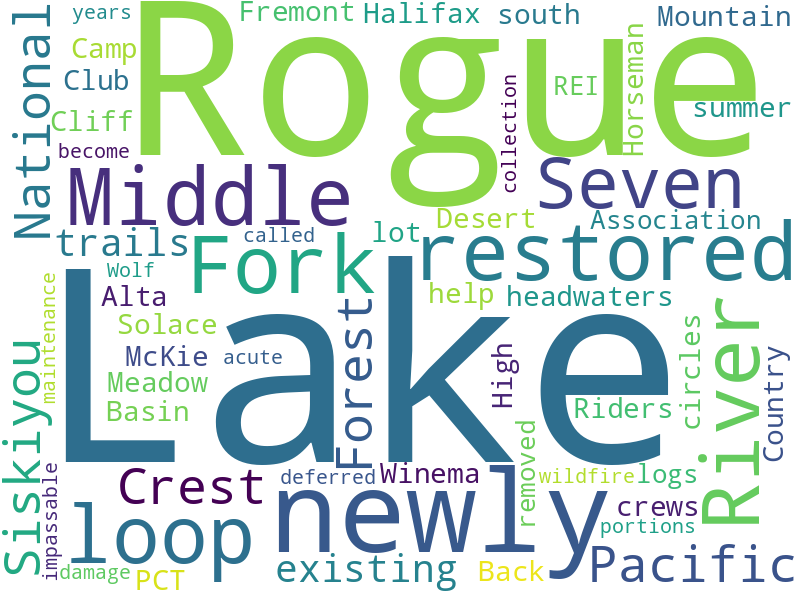 years
Fremont
Halifax
south
Mountain
National
Camp
Rogue
Club
REI
Horseman
summer
Cliff
collection
become
Middle
Seven
Desert
Association
trails
called
lot
restored
Fork
Wolf
Alta
help
headwaters
maintenance
Solace
Lake
Forest
River
circles
McKie
acute
High
Country
Meadow
Basin
Riders
Siskiyou
impassable
Crest
deferred
Winema
removed
wildfire
logs
newly
crews
loop
portions
damage
PCT
existing
Back
Pacific